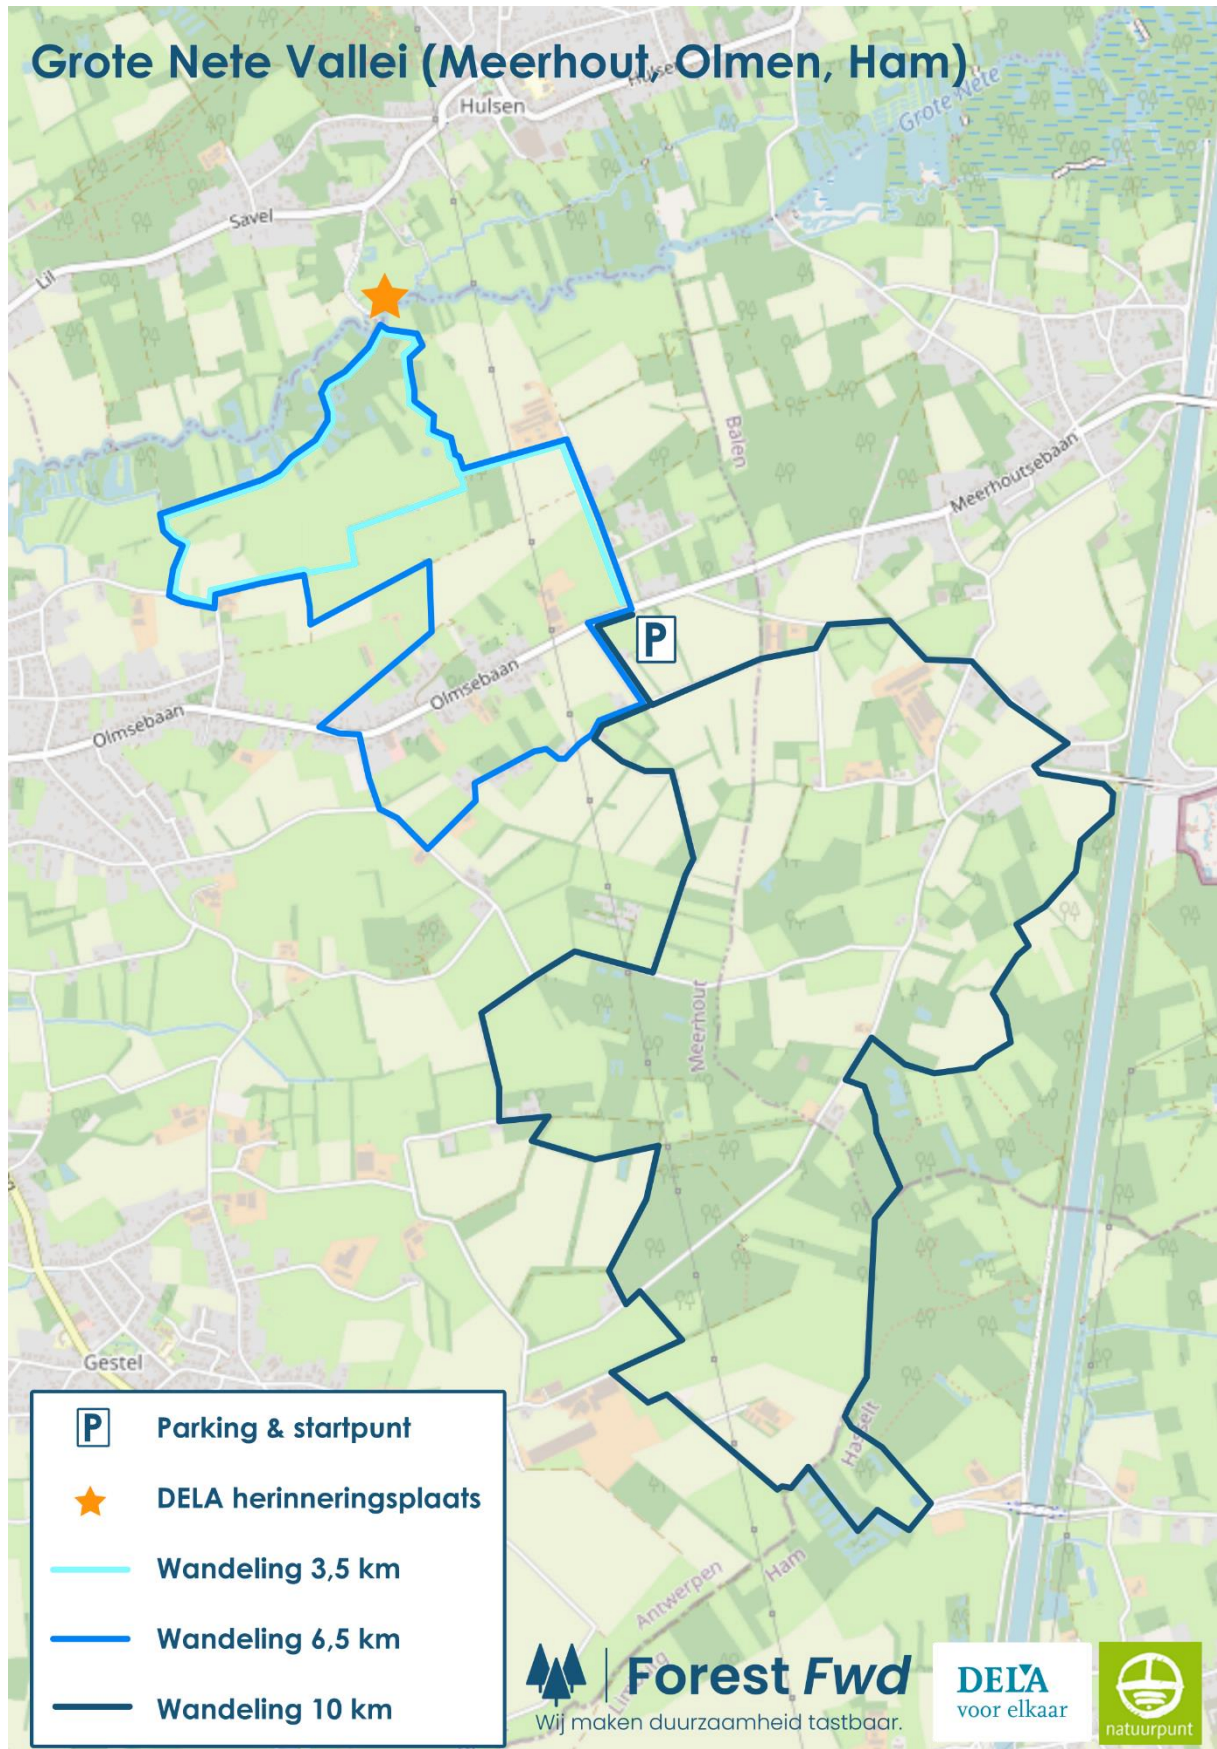 Grote Nete Vallei (Meerhout, Olmen, Ham)
Hulsen
Grote Nete
Savel
Lil
Balen
Meerhoutsebaan
Olmsebaan
Olmsebaan
Meerhout
Gestel
Hasselt
Ham
Antwerpen
P
P Parking & startpunt
DELA herinneringsplaats
Wandeling 3,5 km
Wandeling 6,5 km
Wandeling 10 km
Forest Fwd
Wij maken duurzaamheid tastbaar.
DELA
voor elkaar
natuurpunt